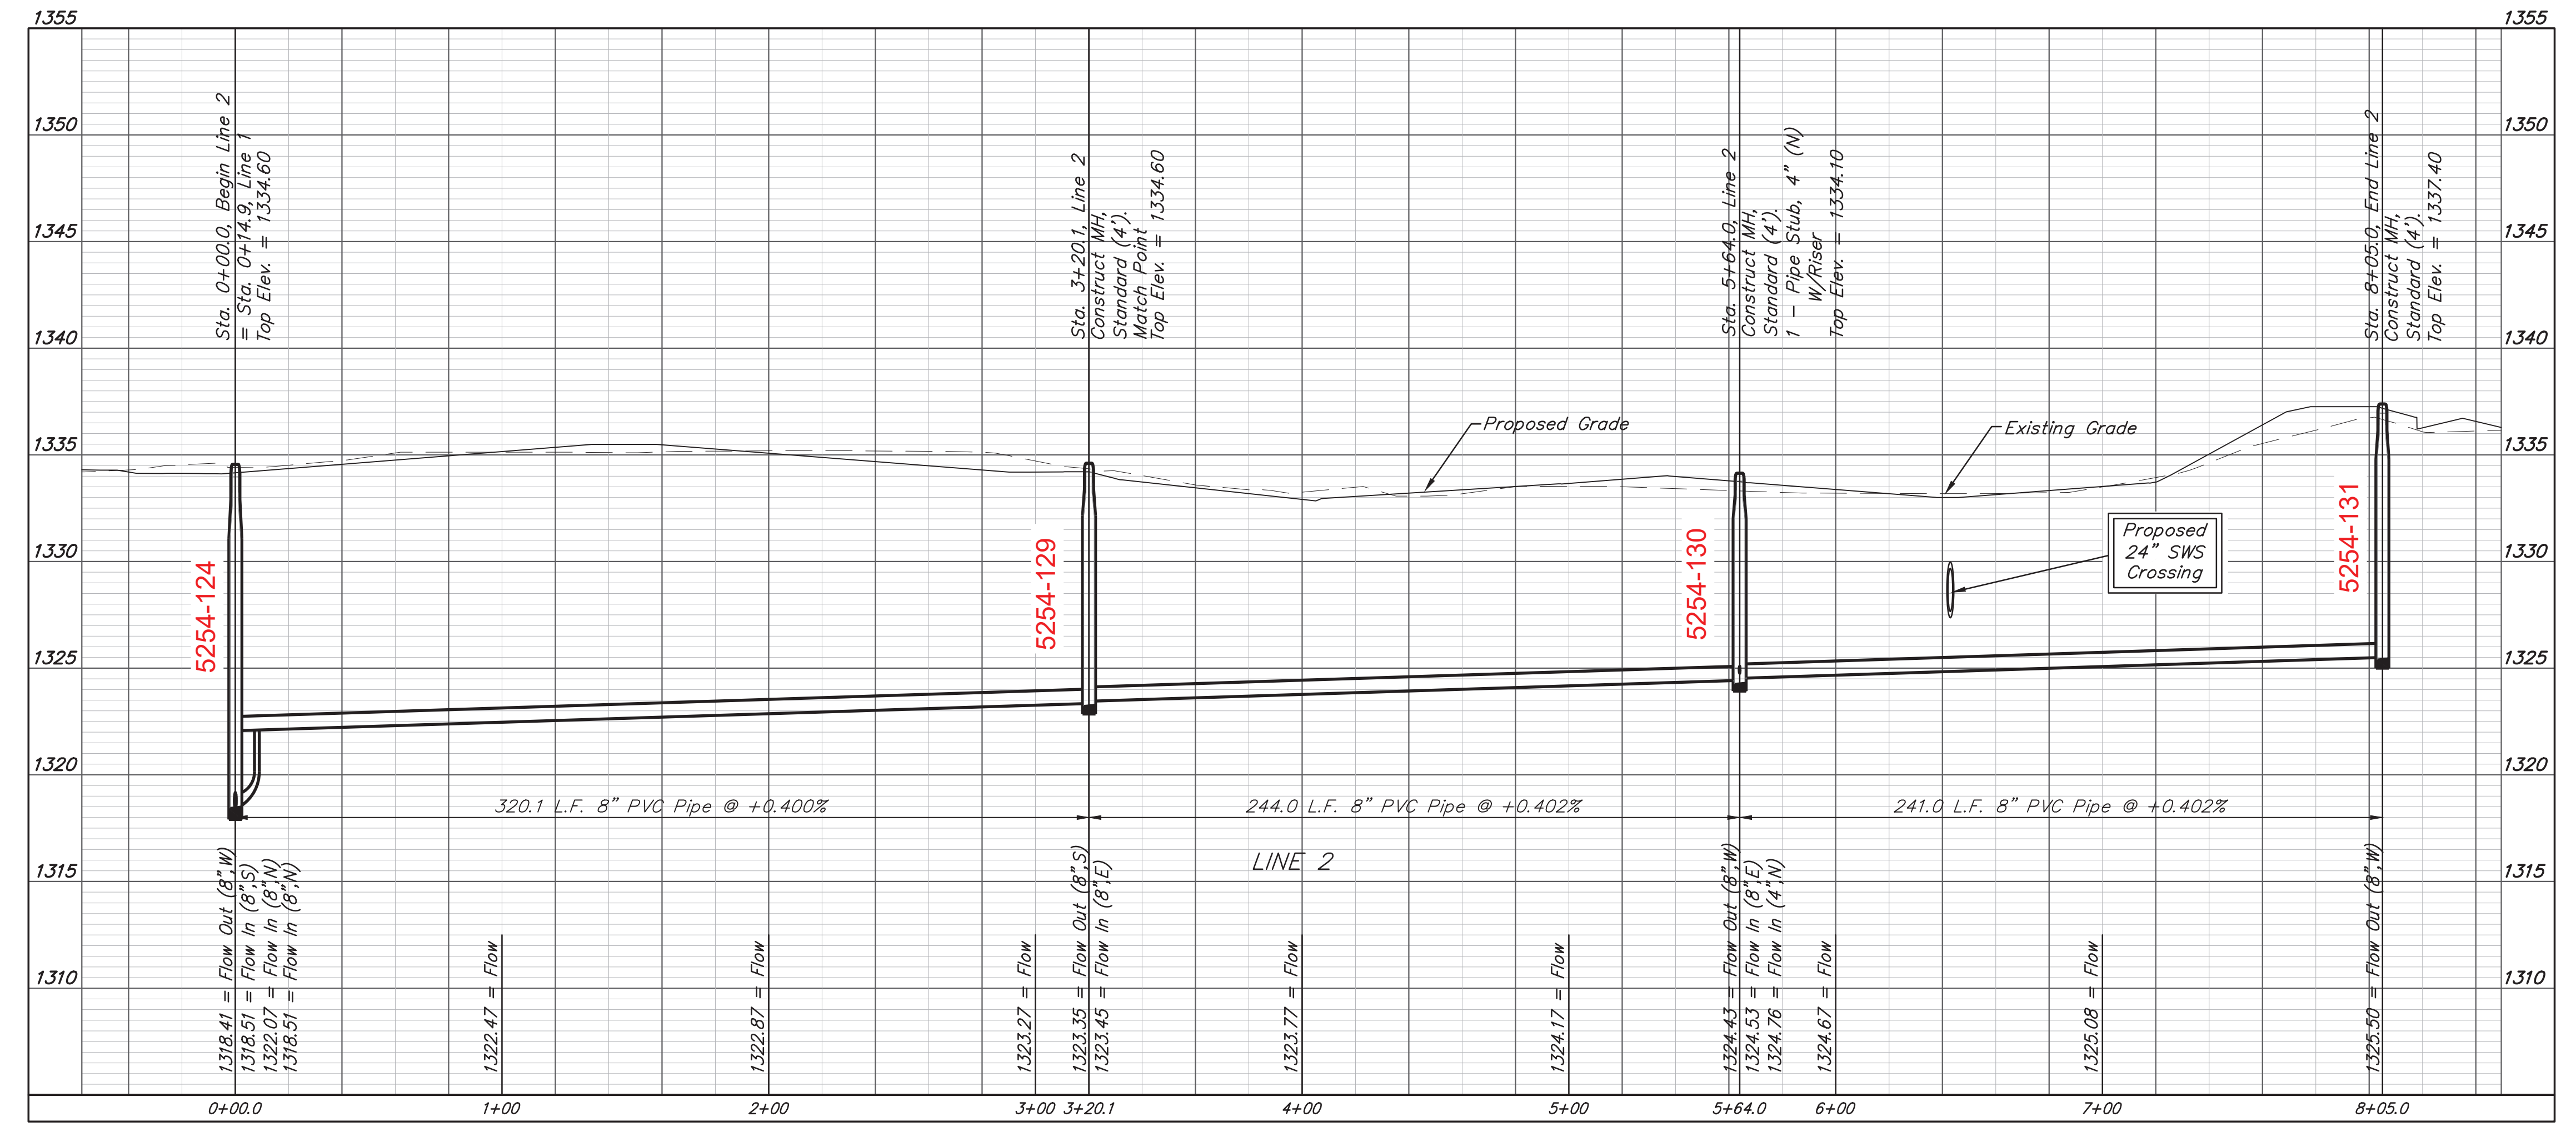 1355
1355
1350
1350
1345
1345
1340
1340
1335
1335
1330
1330
1325
1325
1320
1320
1315
1315
1310
1310
Sta. 0+00.0, Begin Line 2
= Sta. 0+14.9, Line 1
Top Elev. = 1334.60
Sta. 3+20.1, Line 2
Construct MH,
Standard (4').
Match Point
Top Elev. = 1334.60
Sta. 5+64.0, Line 2
Construct MH,
Standard (4').
1 - Pipe Stub, 4" (N)
W/Riser
Top Elev. = 1334.10
Sta. 8+05.0, End Line 2
Construct MH,
Standard (4').
Top Elev. = 1337.40
Proposed Grade
Existing Grade
Proposed
24" SWS
Crossing
5254-124
5254-129
5254-130
5254-131
320.1 L.F. 8" PVC Pipe @ +0.400%
244.0 L.F. 8" PVC Pipe @ +0.402%
241.0 L.F. 8" PVC Pipe @ +0.402%
LINE 2
1318.41 = Flow Out (8",W)
1318.51 = Flow In (8",S)
1322.07 = Flow In (8",N)
1318.51 = Flow In (8",N)
1322.47 = Flow
1322.87 = Flow
1323.27 = Flow
1323.35 = Flow Out (8",S)
1323.45 = Flow In (8",E)
1323.77 = Flow
1324.17 = Flow
1324.43 = Flow Out (8",W)
1324.53 = Flow In (8",E)
1324.76 = Flow In (4",N)
1324.67 = Flow
1325.08 = Flow
1325.50 = Flow Out (8",W)
0+00.0
1+00
2+00
3+00
3+20.1
4+00
5+00
5+64.0
6+00
7+00
8+05.0